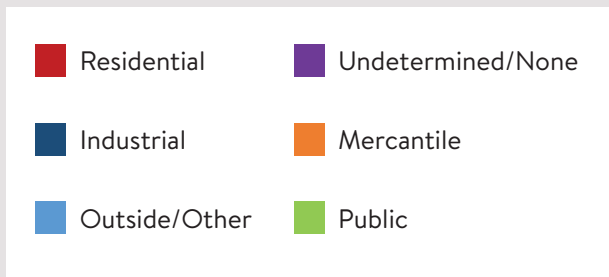 Residential
Undetermined/None
Industrial
Mercantile
Outside/Other
Public